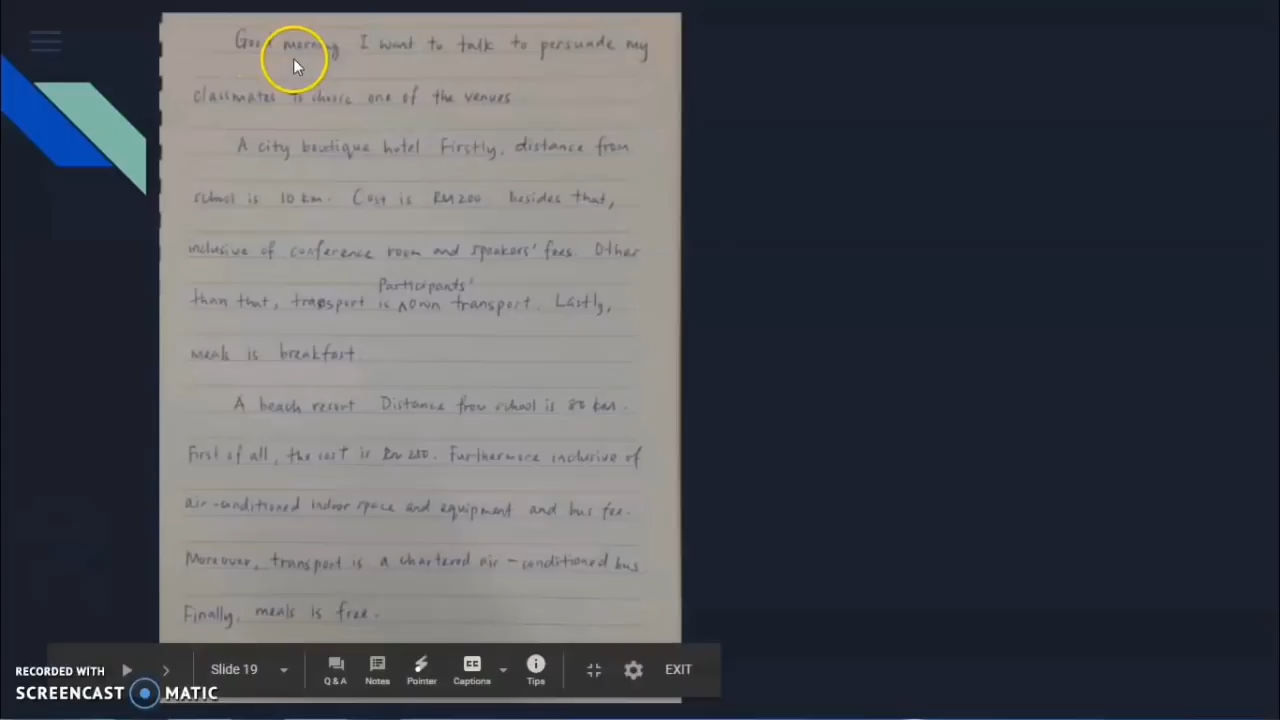 Good morning I want to talk to persuade my
classmates to choose one of the venues
A city boutique hotel Firstly, distance from
school is 10 km. Cost is RM 200 besides that,
inclusive of conference room and speakers' fees. Other
Participants'
than that, transport is ^ own transport. Lastly,
meals is breakfast
A beach resort Distance from school is 80 km.
First of all, the cost is RM 250. Furthermore inclusive of
air-conditioned indoor space and equipment and bus fee.
Moreover, transport is a chartered air-conditioned bus
Finally, meals is free.
RECORDED WITH
SCREENCAST MATIC
Slide 19
Q & A
Notes
Pointer
CC
Captions
Tips
EXIT